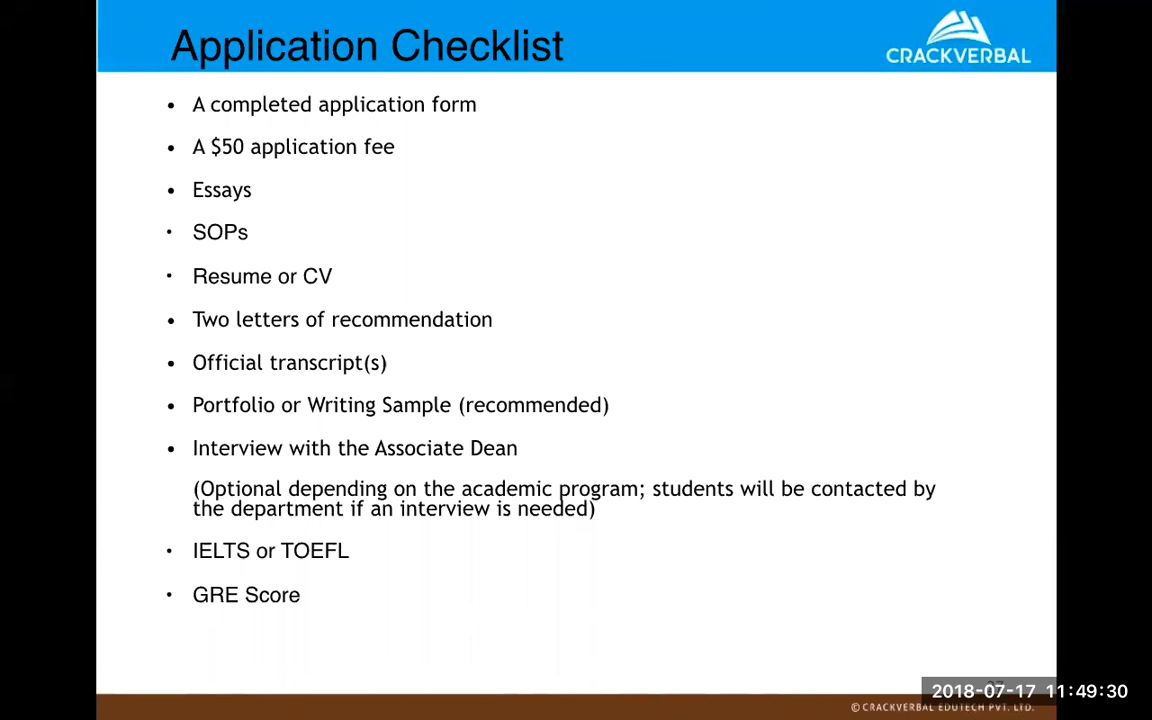 Application Checklist
CRACKVERBAL
• A completed application form
• A $50 application fee
• Essays
• SOPs
• Resume or CV
• Two letters of recommendation
• Official transcript(s)
• Portfolio or Writing Sample (recommended)
• Interview with the Associate Dean
(Optional depending on the academic program; students will be contacted by
the department if an interview is needed)
• IELTS or TOEFL
• GRE Score
2018-07-17 11:49:30
© CRACKVERBAL EDUTECH PVT. LTD.